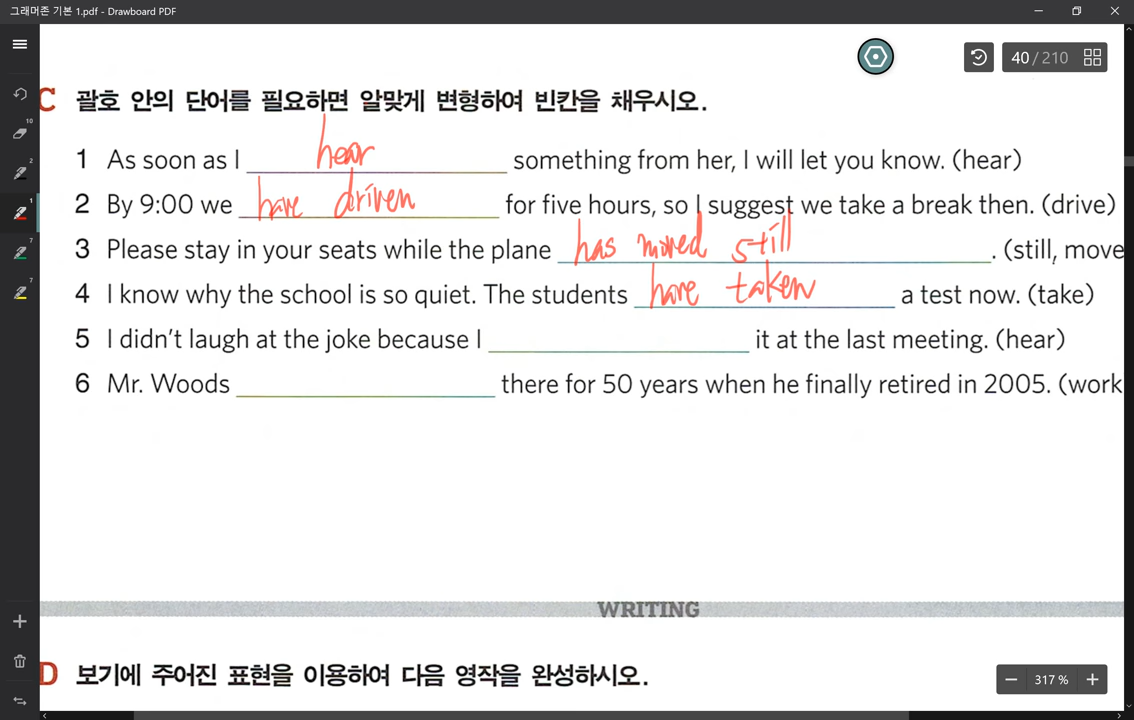 그래머존 기본 1.pdf - Drawboard PDF
40 / 210
C 괄호 안의 단어를 필요하면 알맞게 변형하여 빈칸을 채우시오.
1 As soon as I hear something from her, I will let you know. (hear)
2 By 9:00 we have driven for five hours, so I suggest we take a break then. (drive)
3 Please stay in your seats while the plane has moved still. (still, move
4 I know why the school is so quiet. The students have taken a test now. (take)
5 I didn't laugh at the joke because I it at the last meeting. (hear)
6 Mr. Woods there for 50 years when he finally retired in 2005. (work
WRITING
D 보기에 주어진 표현을 이용하여 다음 영작을 완성하시오.
317 %
10
2
1
7
7